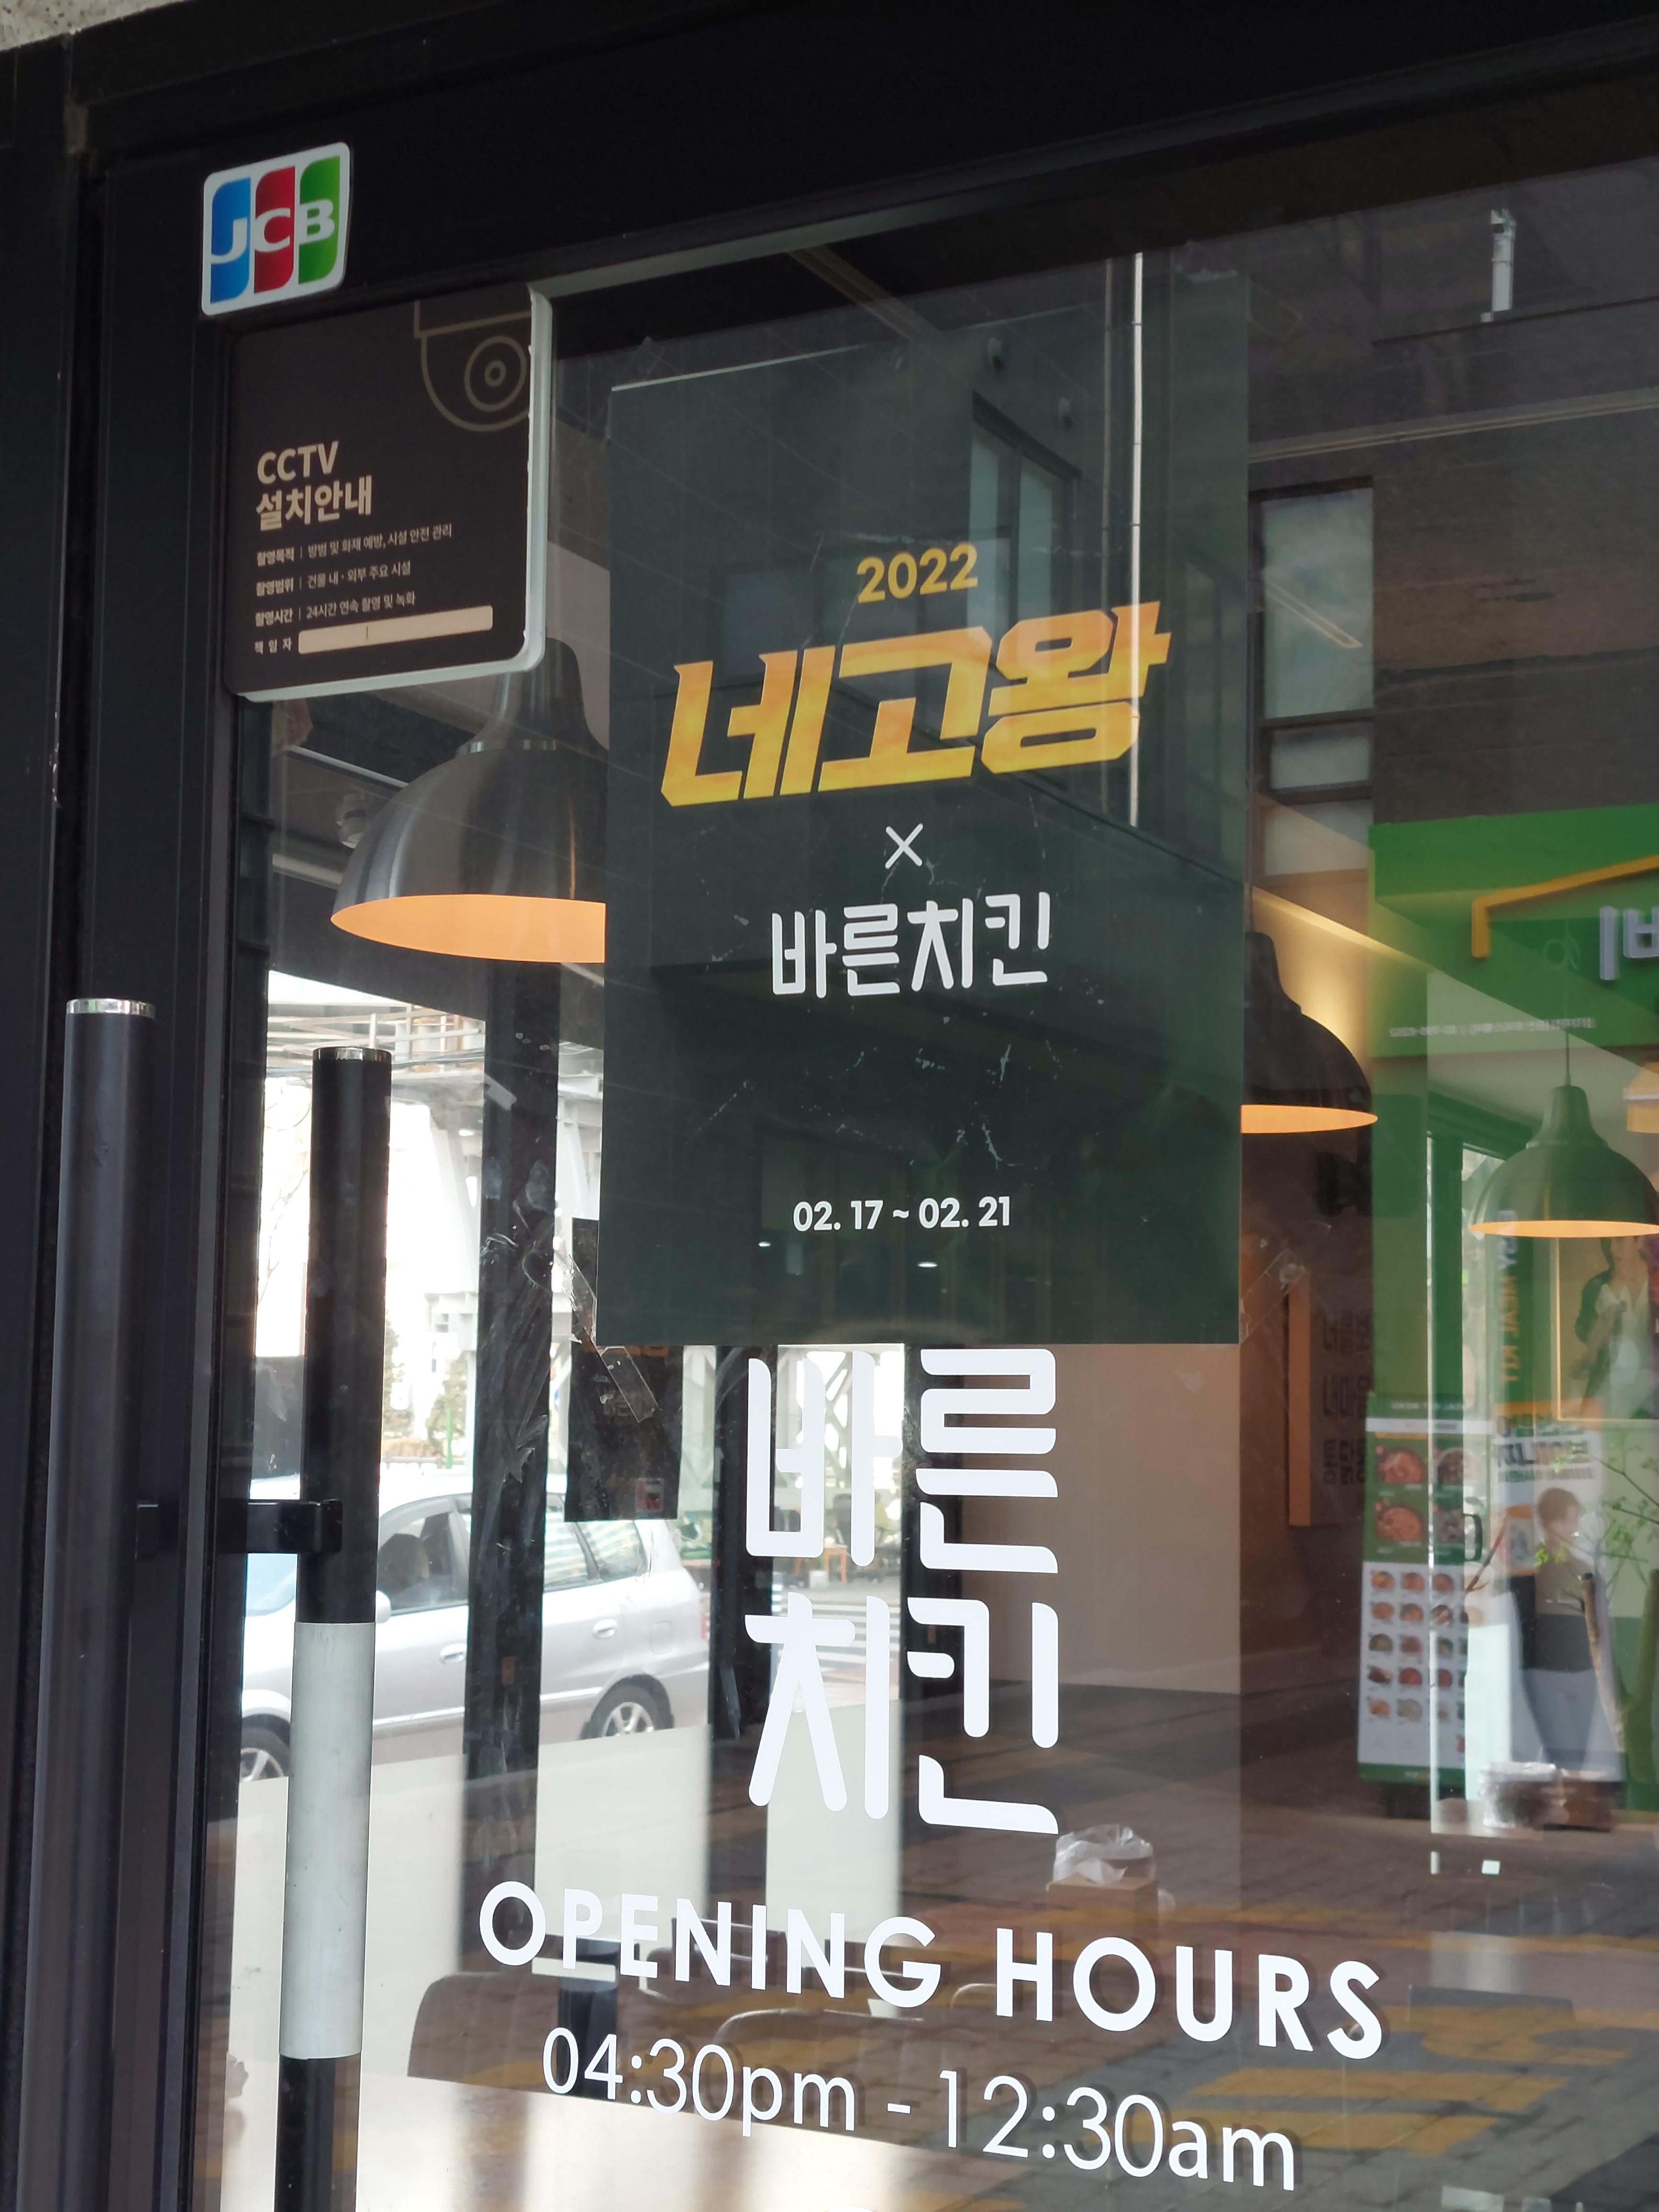 JCB
CCTV
설치안내
촬영목적 | 방범 및 화재 예방, 시설 안전 관리
촬영범위 | 건물 내·외부 주요 시설
촬영시간 | 24시간 연속 촬영 및 녹화
책 임 자
2022
네고왕
×
바른치킨
02. 17 ~ 02. 21
바른
치킨
OPENING HOURS
04:30pm - 12:30am